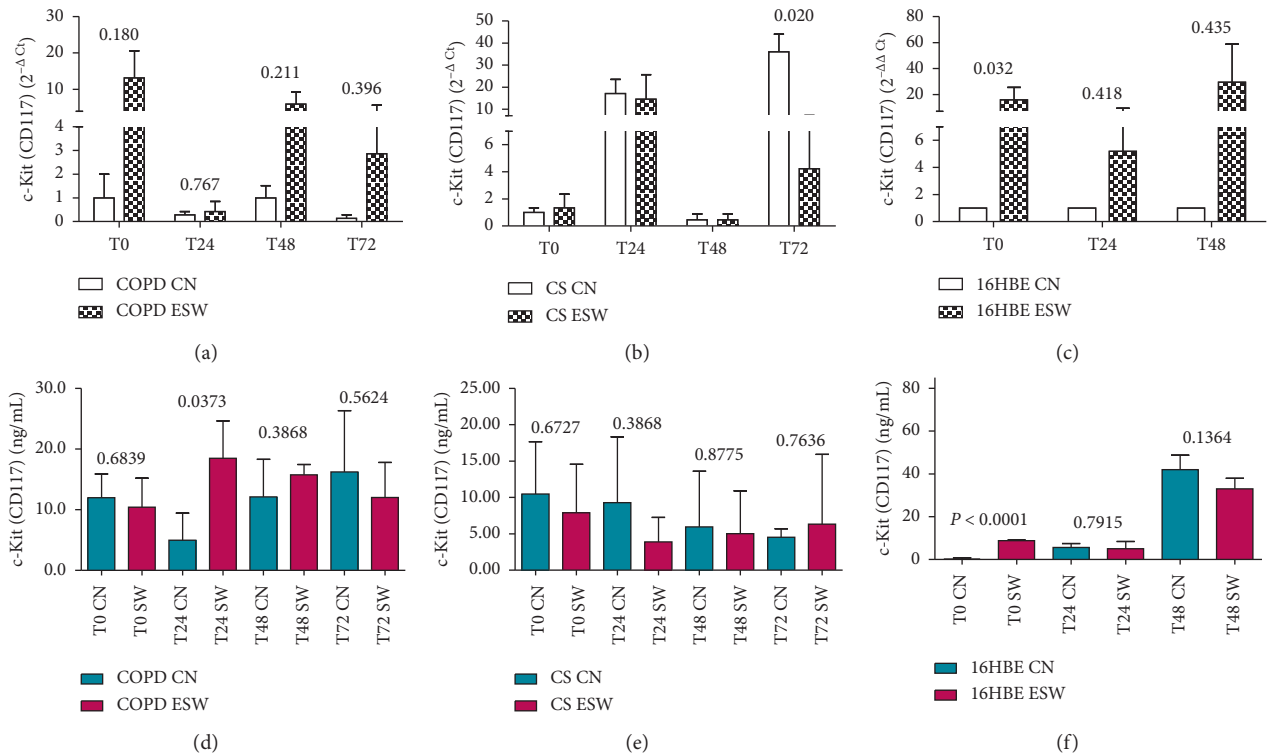 c-Kit (CD117) (2^−Δ Ct)
30
20
10
4
3
2
1
0
0.180
0.767
0.211
0.396
T0
T24
T48
T72
COPD CN
COPD ESW
(a)
c-Kit (CD117) (2^−Δ Ct)
50
40
30
20
10
6
4
2
0
0.020
T0
T24
T48
T72
CS CN
CS ESW
(b)
c-Kit (CD117) (2^−ΔΔ Ct)
80
60
40
20
8
6
4
2
0
0.032
0.418
0.435
T0
T24
T48
16HBE CN
16HBE ESW
(c)
c-Kit (CD117) (ng/mL)
30.0
20.0
10.0
0.0
0.6839
0.0373
0.3868
0.5624
T0 CN
T0 SW
T24 CN
T24 SW
T48 CN
T48 SW
T72 CN
T72 SW
COPD CN
COPD ESW
(d)
c-Kit (CD117) (ng/mL)
25.00
20.00
15.00
10.00
5.00
0.00
0.6727
0.3868
0.8775
0.7636
T0 CN
T0 SW
T24 CN
T24 SW
T48 CN
T48 SW
T72 CN
T72 SW
CS CN
CS ESW
(e)
c-Kit (CD117) (ng/mL)
80
60
40
20
0
P < 0.0001
0.7915
0.1364
T0 CN
T0 SW
T24 CN
T24 SW
T48 CN
T48 SW
16HBE CN
16HBE ESW
(f)